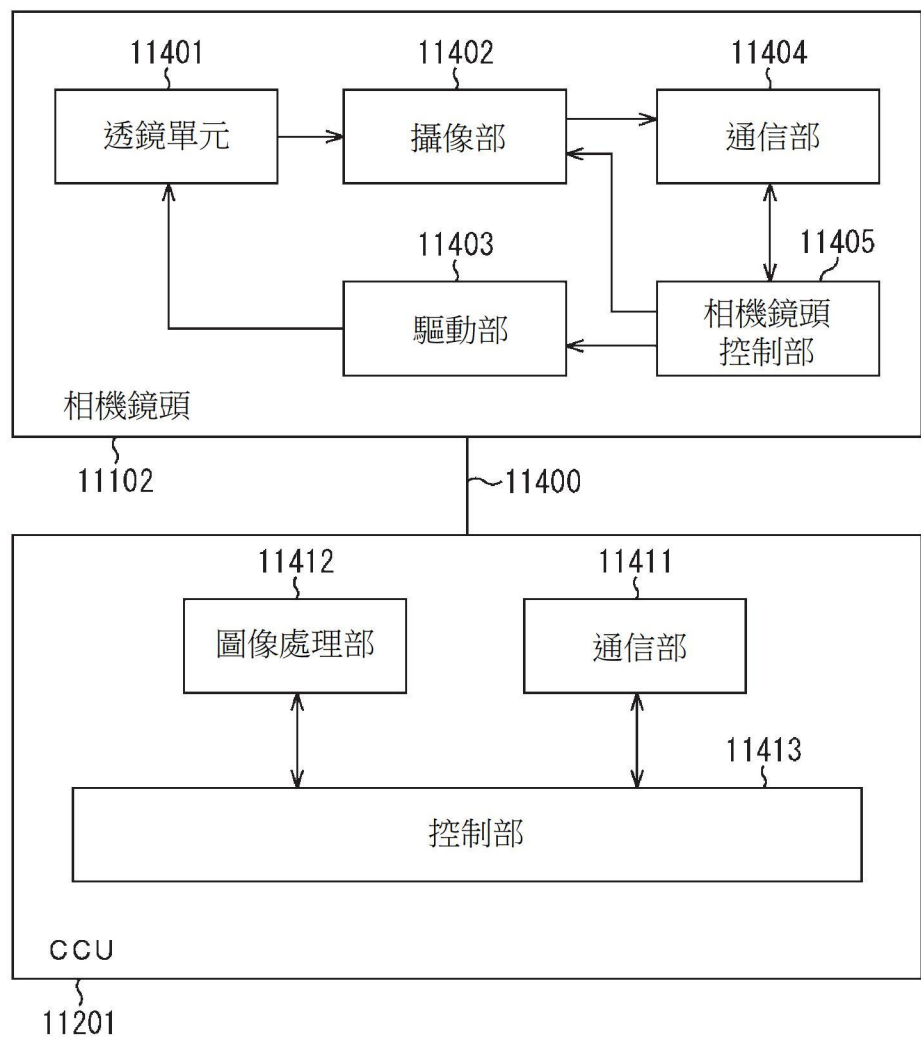 11401
11402
11404
透鏡單元
攝像部
通信部
11403
11405
驅動部
相機鏡頭
控制部
相機鏡頭
11102
11400
11412
11411
圖像處理部
通信部
11413
控制部
CCU
11201